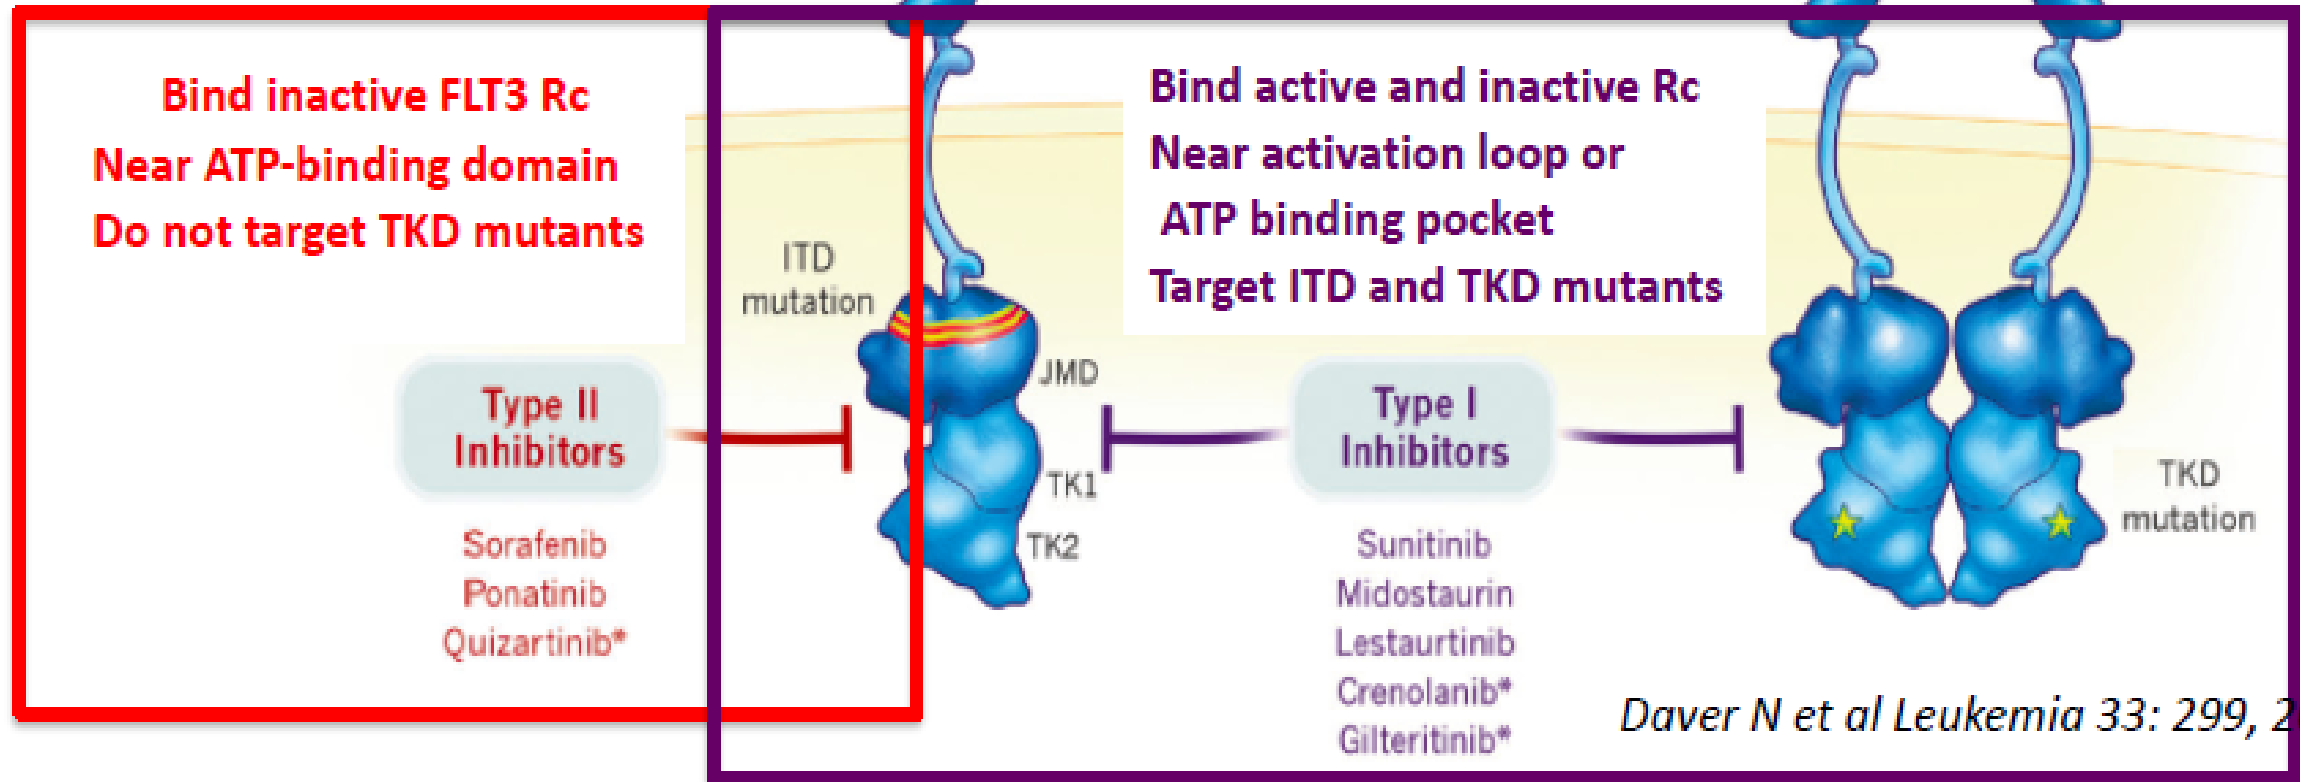 Bind inactive FLT3 Rc
Near ATP-binding domain
Do not target TKD mutants
Type II
Inhibitors
Sorafenib
Ponatinib
Quizartinib*
ITD
mutation
JMD
TK1
TK2
Bind active and inactive Rc
Near activation loop or
ATP binding pocket
Target ITD and TKD mutants
Type I
Inhibitors
Sunitinib
Midostaurin
Lestaurtinib
Crenolanib*
Gilteritinib*
TKD
mutation
Daver N et al Leukemia 33: 299,